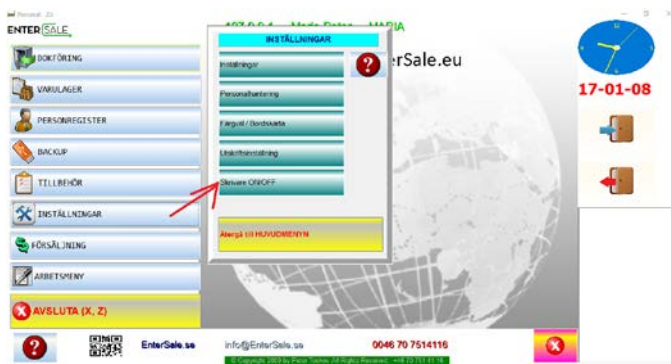 ENTER SALE
BOKFÖRING
VARULAGER
PERSONREGISTER
BACKUP
TILLBEHÖR
INSTÄLLNINGAR
FÖRSÄLJNING
ARBETSMENY
AVSLUTA (X, Z)
INSTÄLLNINGAR
Inställningar
Personalhantering
Färgval / Bordskarta
Utskriftsinställning
Skrivare ON/OFF
Återgå till HUVUDMENYN
erSale.eu
17-01-08
EnterSale.se
info@EnterSale.se
0046 70 7514116